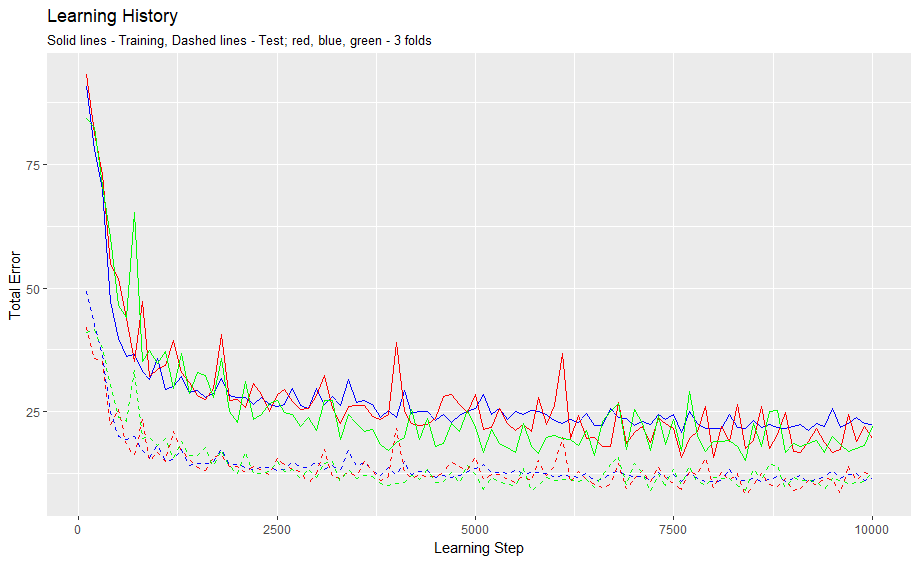 Learning History
Solid lines - Training, Dashed lines - Test; red, blue, green - 3 folds
Total Error
75
50
25
0
2500
5000
7500
10000
Learning Step